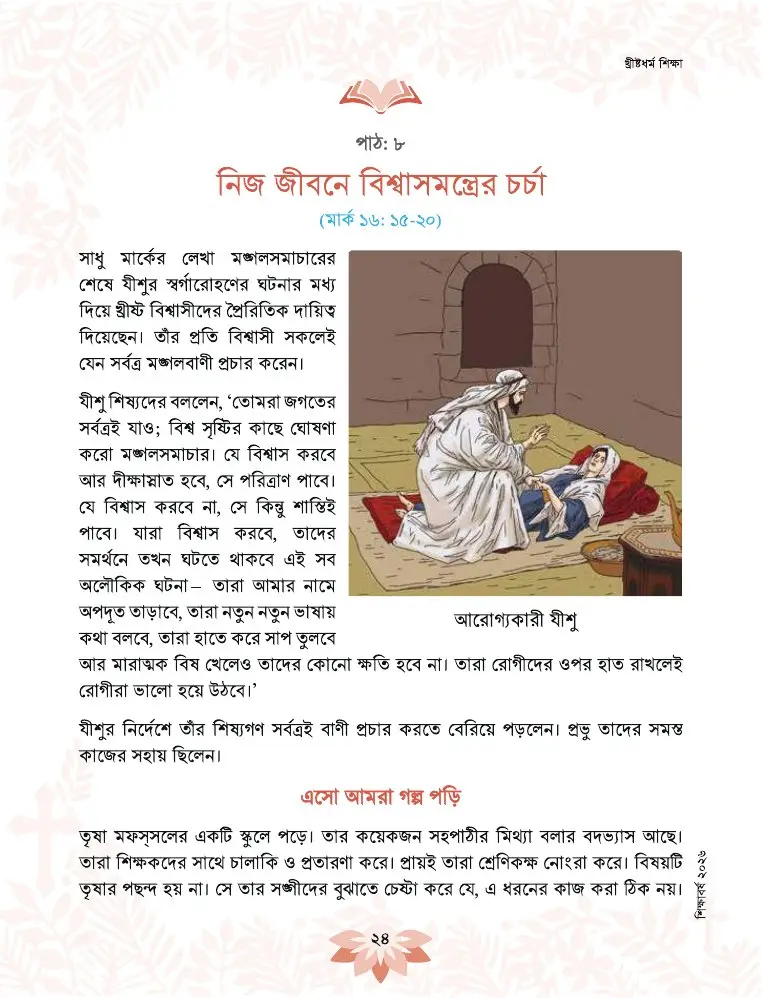 খ্রীষ্টধর্ম শিক্ষা
পাঠ: ৮
নিজ জীবনে বিশ্বাসমন্ত্রের চর্চা
(মার্ক ১৬: ১৫-২০)
সাধু মার্কের লেখা মঙ্গলসমাচারের
শেষে যীশুর স্বর্গারোহণের ঘটনার মধ্য
দিয়ে খ্রীষ্ট বিশ্বাসীদের প্রৈরিতিক দায়িত্ব
দিয়েছেন। তাঁর প্রতি বিশ্বাসী সকলেই
যেন সর্বত্র মঙ্গলবাণী প্রচার করেন।
যীশু শিষ্যদের বললেন, ‘তোমরা জগতের
সর্বত্রই যাও; বিশ্ব সৃষ্টির কাছে ঘোষণা
করো মঙ্গলসমাচার। যে বিশ্বাস করবে
আর দীক্ষাস্নাত হবে, সে পরিত্রাণ পাবে।
যে বিশ্বাস করবে না, সে কিন্তু শাস্তিই
পাবে। যারা বিশ্বাস করবে, তাদের
সমর্থনে তখন ঘটতে থাকবে এই সব
অলৌকিক ঘটনা– তারা আমার নামে
অপদূত তাড়াবে, তারা নতুন নতুন ভাষায়
কথা বলবে, তারা হাতে করে সাপ তুলবে
আর মারাত্মক বিষ খেলেও তাদের কোনো ক্ষতি হবে না। তারা রোগীদের ওপর হাত রাখলেই
রোগীরা ভালো হয়ে উঠবে।’
আরোগ্যকারী যীশু
যীশুর নির্দেশে তাঁর শিষ্যগণ সর্বত্রই বাণী প্রচার করতে বেরিয়ে পড়লেন। প্রভু তাদের সমস্ত
কাজের সহায় ছিলেন।
এসো আমরা গল্প পড়ি
তৃষা মফস্‌সলের একটি স্কুলে পড়ে। তার কয়েকজন সহপাঠীর মিথ্যা বলার বদভ্যাস আছে।
তারা শিক্ষকদের সাথে চালাকি ও প্রতারণা করে। প্রায়ই তারা শ্রেণিকক্ষ নোংরা করে। বিষয়টি
তৃষার পছন্দ হয় না। সে তার সঙ্গীদের বুঝাতে চেষ্টা করে যে, এ ধরনের কাজ করা ঠিক নয়।
শিক্ষাবর্ষ ২০২৬
২৪